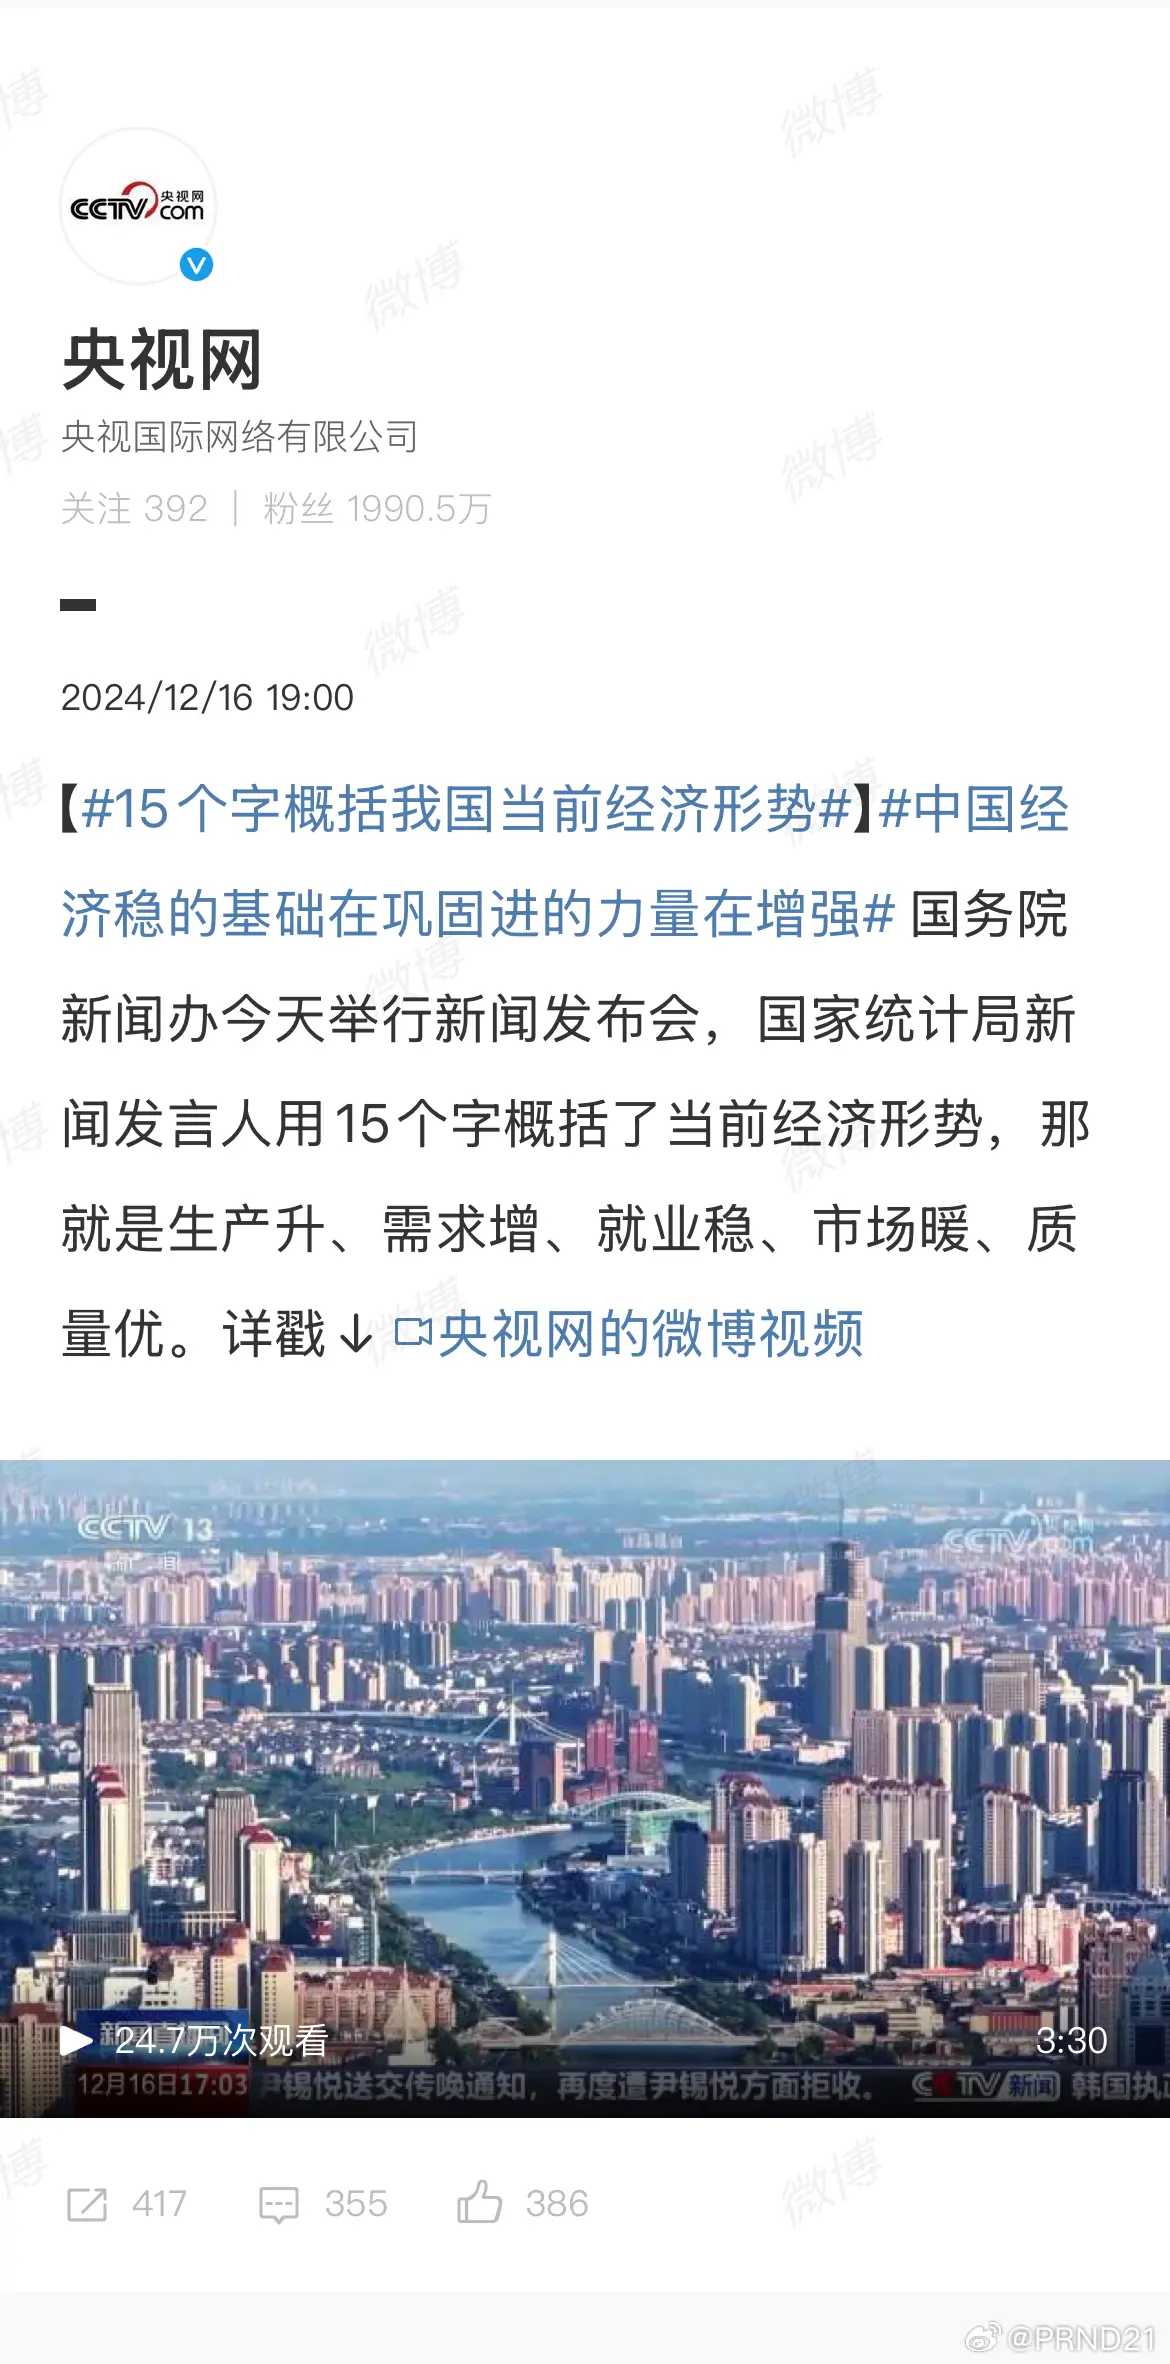 CCTV 央视网
com
央视网
央视国际网络有限公司
关注 392 | 粉丝 1990.5万
2024/12/16 19:00
【#15个字概括我国当前经济形势#】#中国经
济稳的基础在巩固进的力量在增强# 国务院
新闻办今天举行新闻发布会，国家统计局新
闻发言人用15个字概括了当前经济形势，那
就是生产升、需求增、就业稳、市场暖、质
量优。详戳↓央视网的微博视频
CCTV 13
新闻
CCTV 央视网
com
24.7万次观看
3:30
12月16日17:03 尹锡悦送交传唤通知，再度遭尹锡悦方面拒收。 CCTV 新闻 韩国执
417 355 386
@PRND21
微博